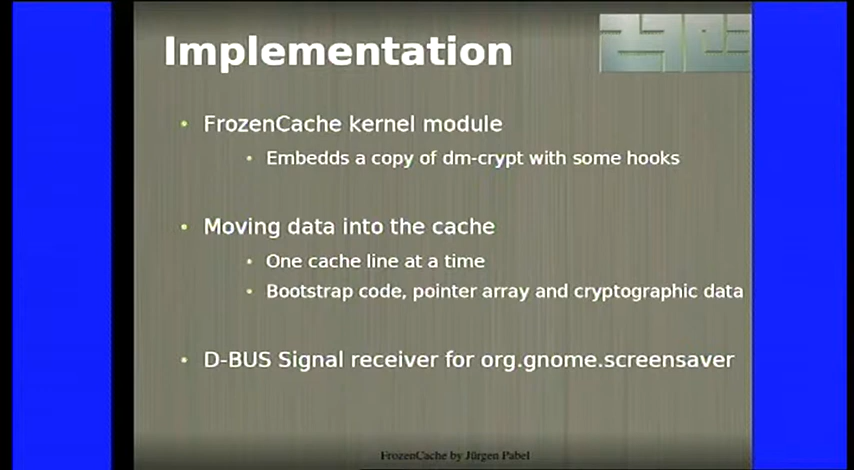 Implementation
FrozenCache kernel module
Embedds a copy of dm-crypt with some hooks
Moving data into the cache
One cache line at a time
Bootstrap code, pointer array and cryptographic data
D-BUS Signal receiver for org.gnome.screensaver
FrozenCache by Jürgen Pabel